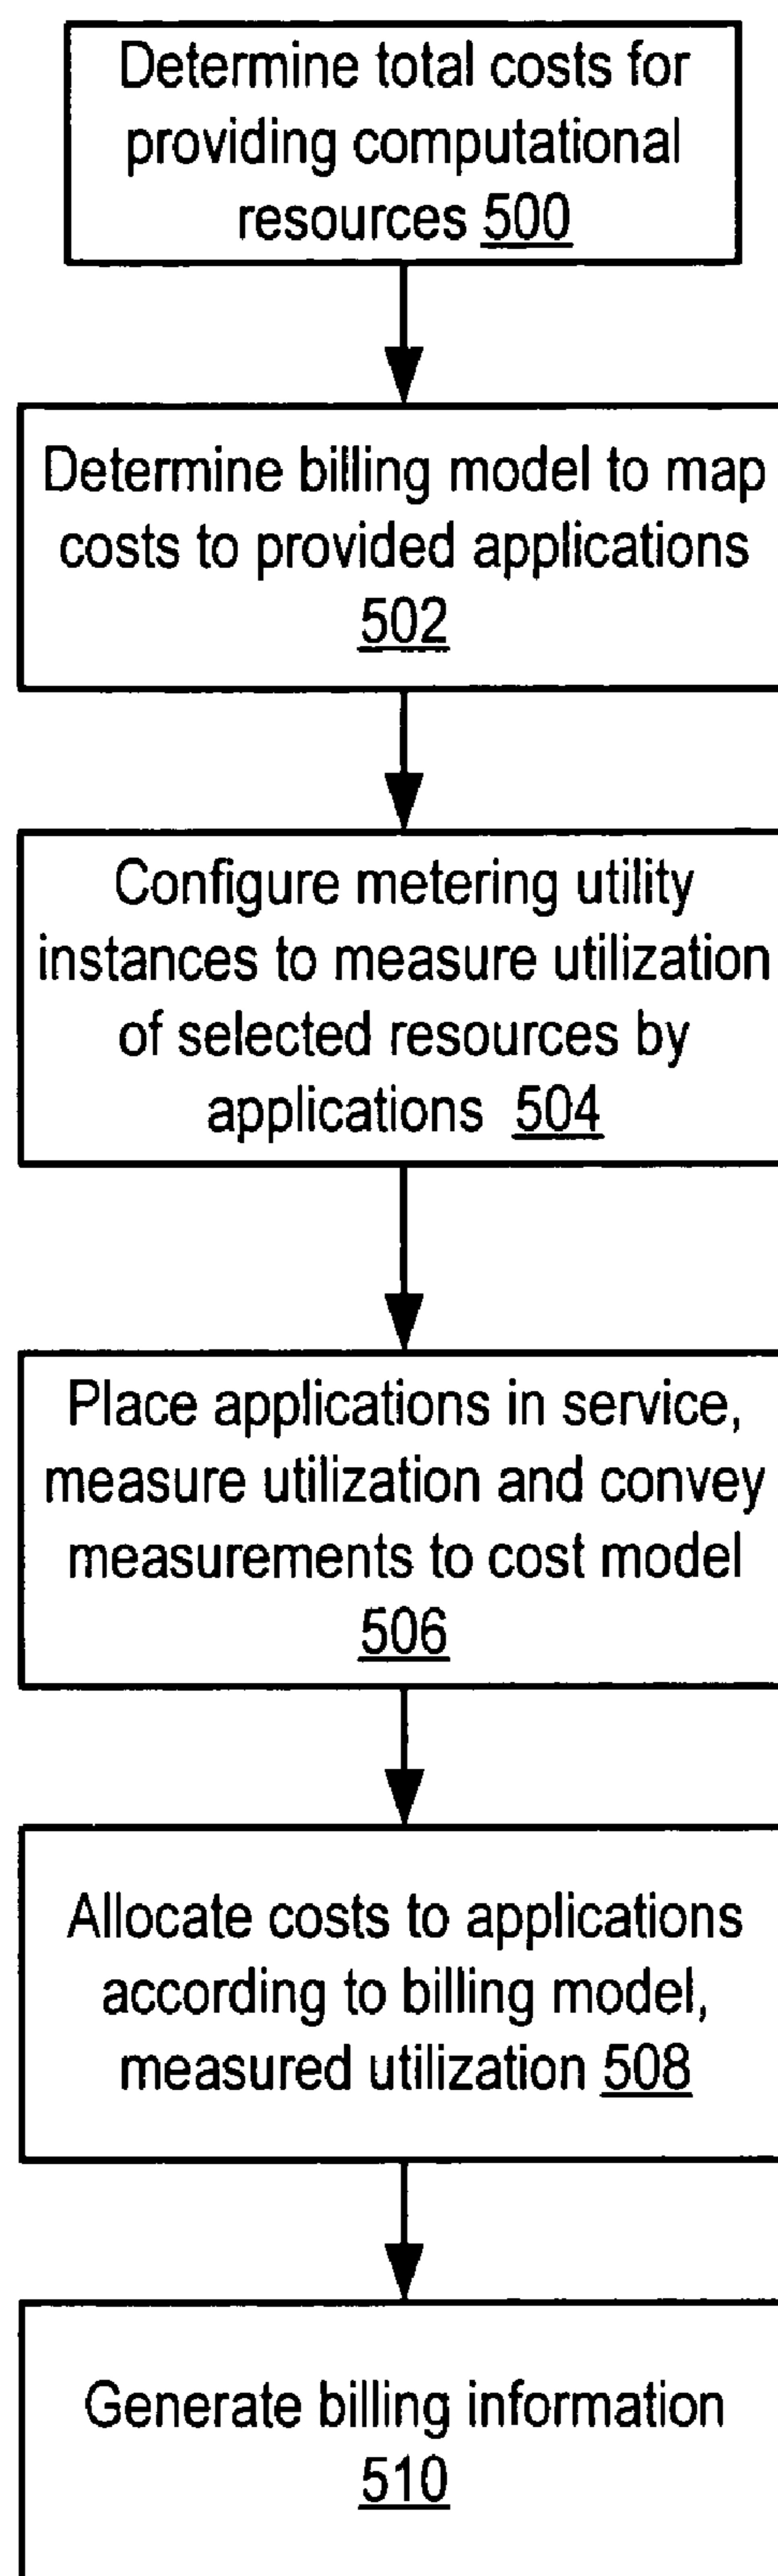 Determine total costs for
providing computational
resources 500
Determine billing model to map
costs to provided applications
502
Configure metering utility
instances to measure utilization
of selected resources by
applications 504
Place applications in service,
measure utilization and convey
measurements to cost model
506
Allocate costs to applications
according to billing model,
measured utilization 508
Generate billing information
510